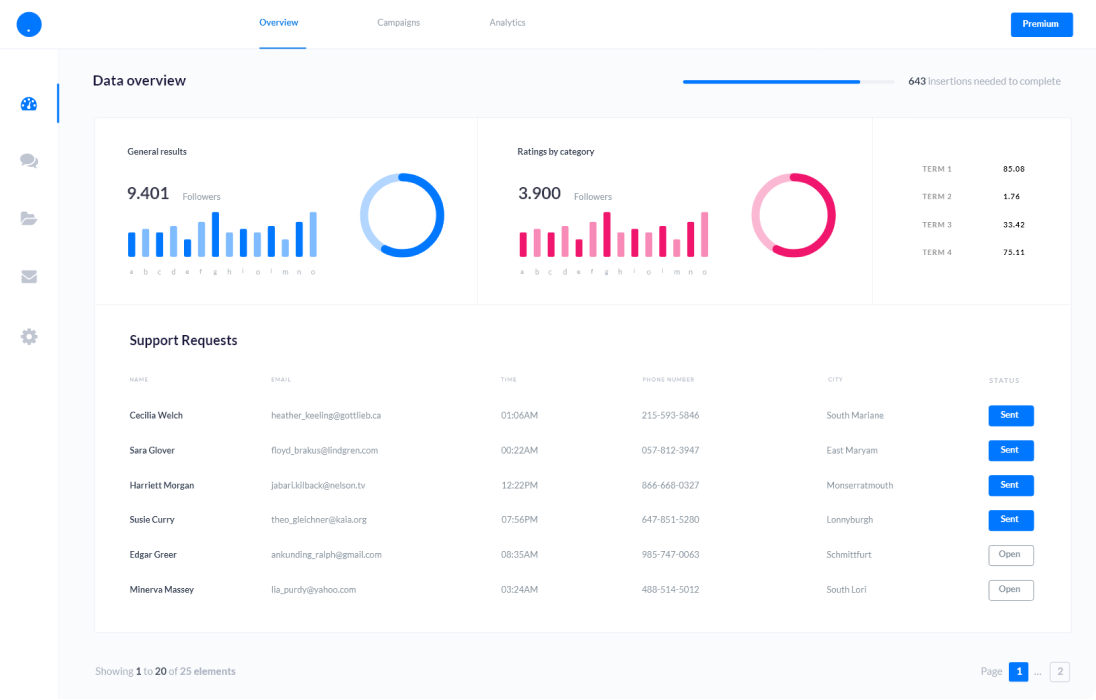 Overview Campaigns Analytics Premium
Data overview 643 insertions needed to complete
General results
9.401 Followers
a b c d e f g h i o l m n o
Ratings by category
3.900 Followers
a b c d e f g h i o l m n o
TERM 1 85.08
TERM 2 1.76
TERM 3 33.42
TERM 4 75.11
Support Requests
NAME EMAIL TIME PHONE NUMBER CITY STATUS
Cecilia Welch heather_keeling@gottlieb.ca 01:06AM 215-593-5846 South Mariane Sent
Sara Glover floyd_brakus@lindgren.com 00:22AM 057-812-3947 East Maryam Sent
Harriett Morgan jabari.kilback@nelson.tv 12:22PM 866-668-0327 Monserratmouth Sent
Susie Curry theo_gleichner@kaia.org 07:56PM 647-851-5280 Lonnyburgh Sent
Edgar Greer ankunding_ralph@gmail.com 08:35AM 985-747-0063 Schmittfurt Open
Minerva Massey lia_purdy@yahoo.com 03:24AM 488-514-5012 South Lori Open
Showing 1 to 20 of 25 elements Page 1 ... 2